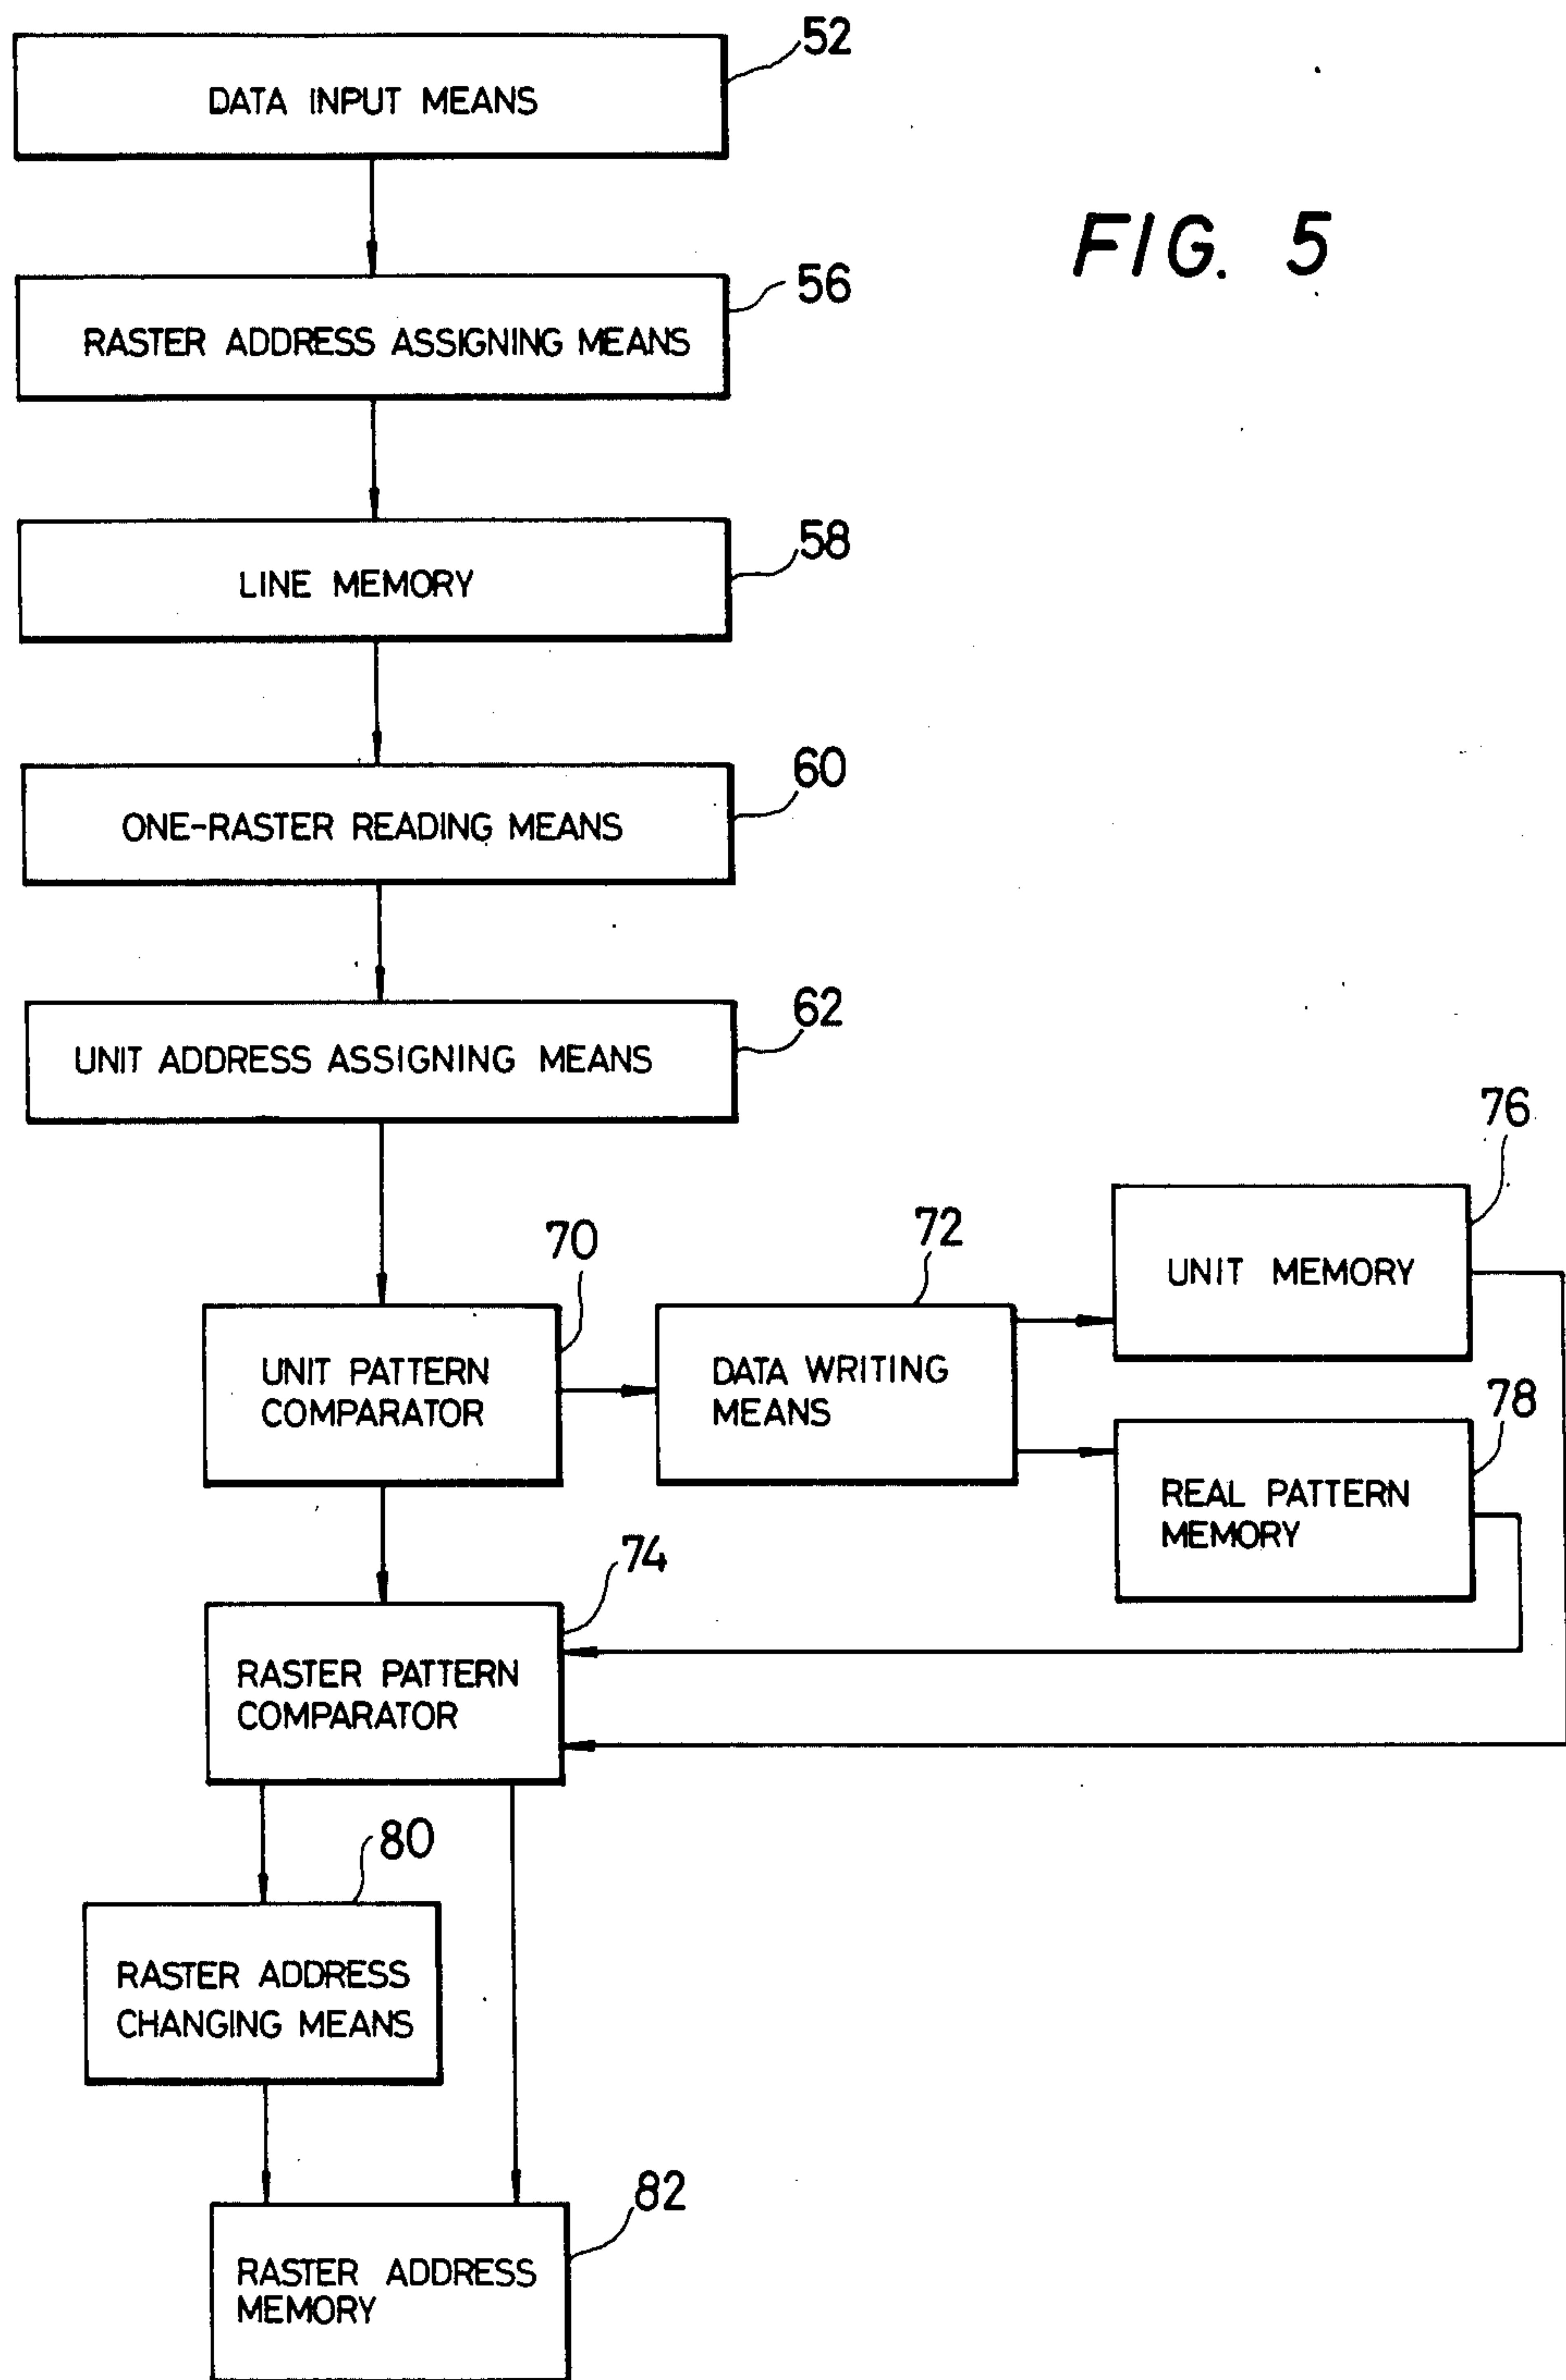 52
DATA INPUT MEANS
FIG. 5
56
RASTER ADDRESS ASSIGNING MEANS
58
LINE MEMORY
60
ONE-RASTER READING MEANS
62
UNIT ADDRESS ASSIGNING MEANS
76
UNIT MEMORY
70
72
UNIT PATTERN
COMPARATOR
DATA WRITING
MEANS
78
REAL PATTERN
MEMORY
74
RASTER PATTERN
COMPARATOR
80
RASTER ADDRESS
CHANGING MEANS
82
RASTER ADDRESS
MEMORY